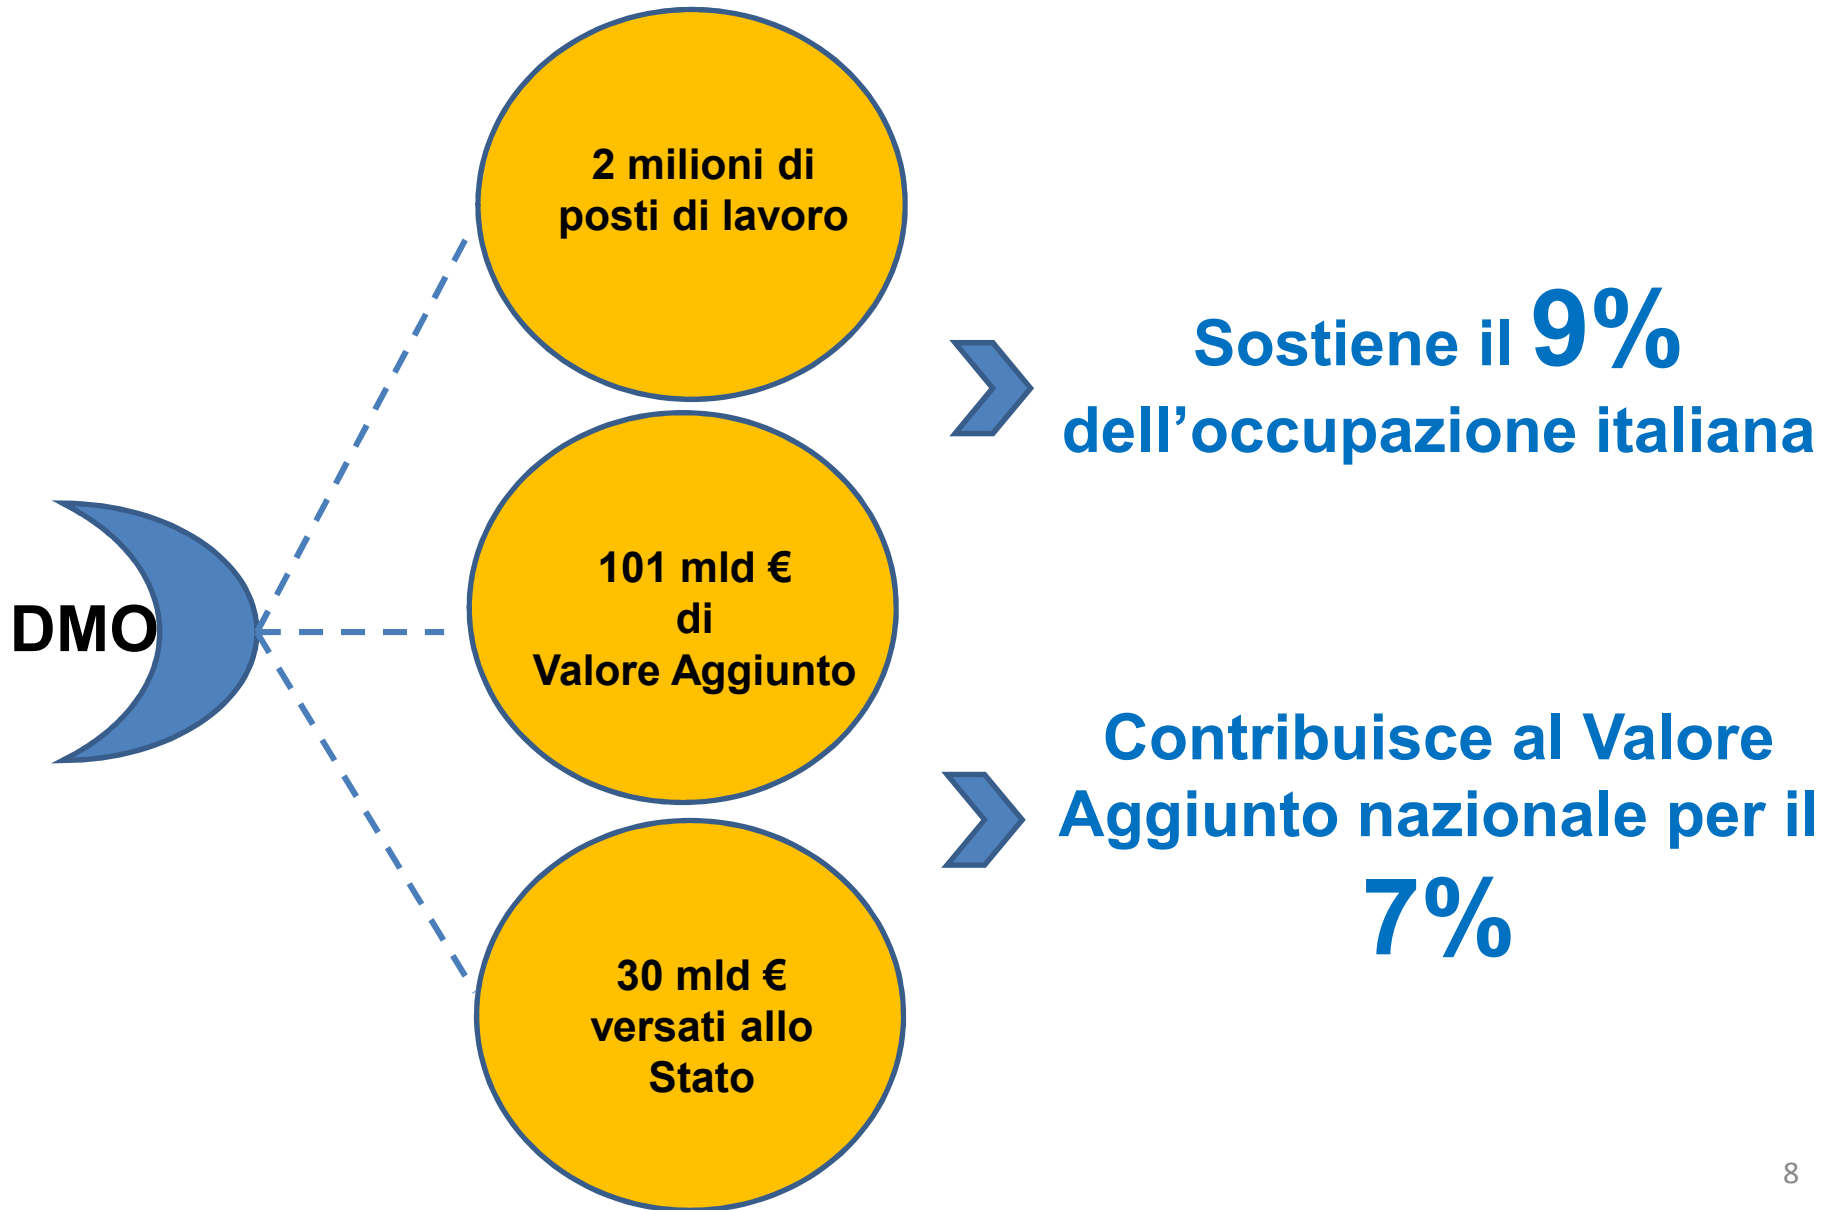 DMO
2 milioni di
posti di lavoro
101 mld €
di
Valore Aggiunto
30 mld €
versati allo
Stato
Sostiene il 9%
dell’occupazione italiana
Contribuisce al Valore
Aggiunto nazionale per il
7%
8